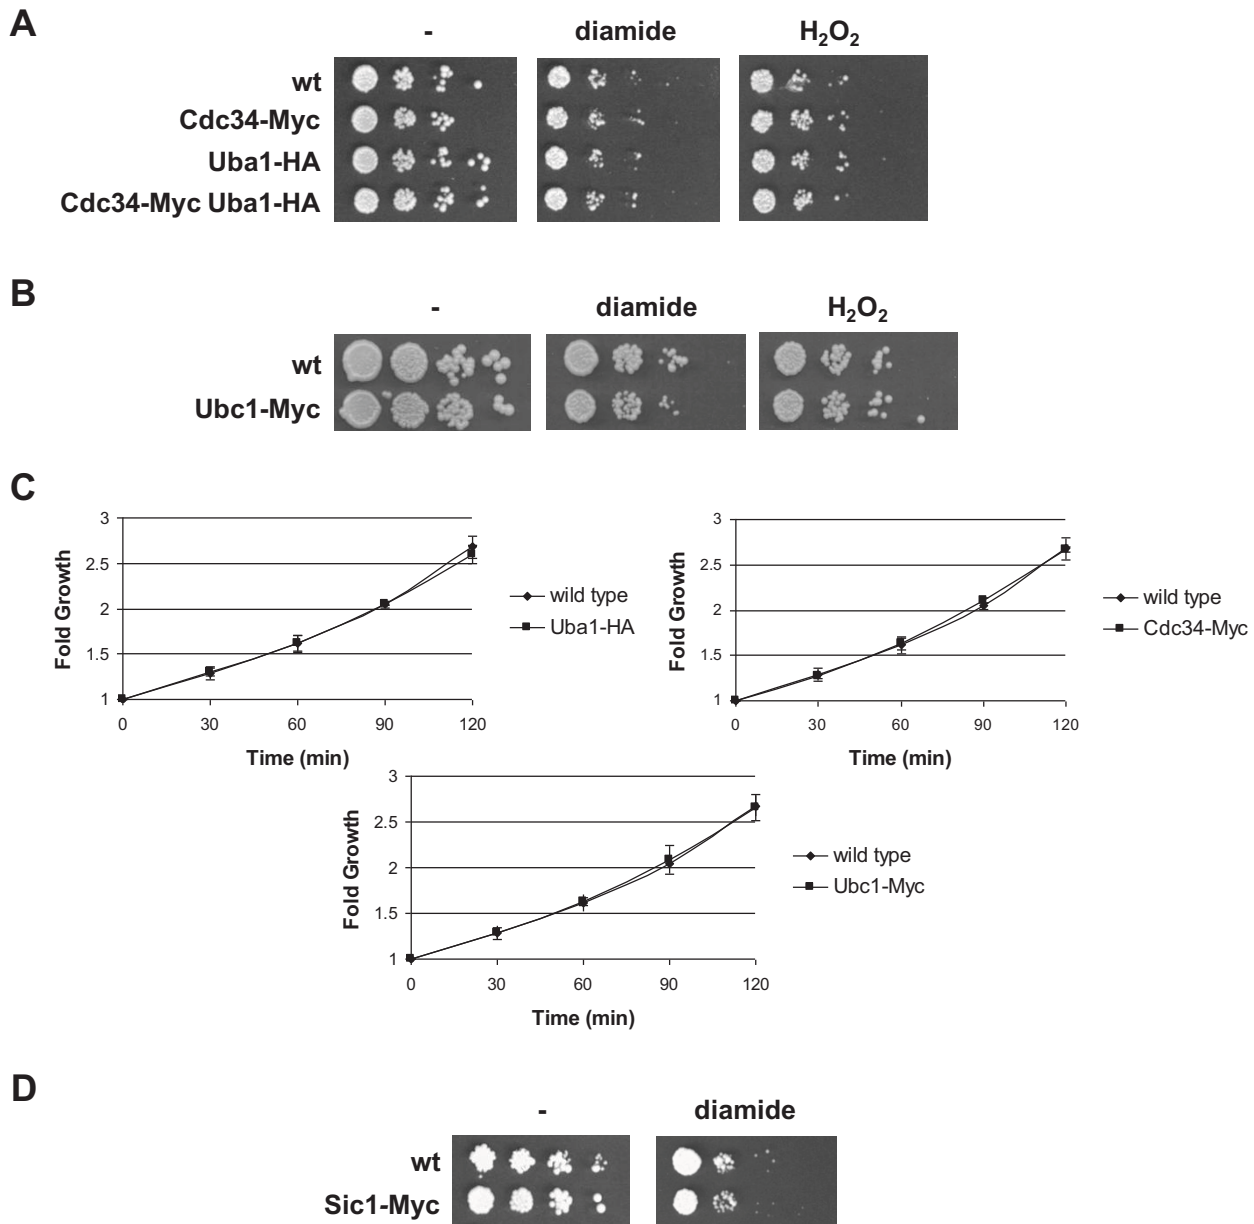 A
- diamide H₂O₂
wt
Cdc34-Myc
Uba1-HA
Cdc34-Myc Uba1-HA
B
- diamide H₂O₂
wt
Ubc1-Myc
C
3
2.5
2
1.5
1
Fold Growth
0 30 60 90 120
Time (min)
wild type
Uba1-HA
3
2.5
2
1.5
1
Fold Growth
0 30 60 90 120
Time (min)
wild type
Cdc34-Myc
3
2.5
2
1.5
1
Fold Growth
0 30 60 90 120
Time (min)
wild type
Ubc1-Myc
D
- diamide
wt
Sic1-Myc